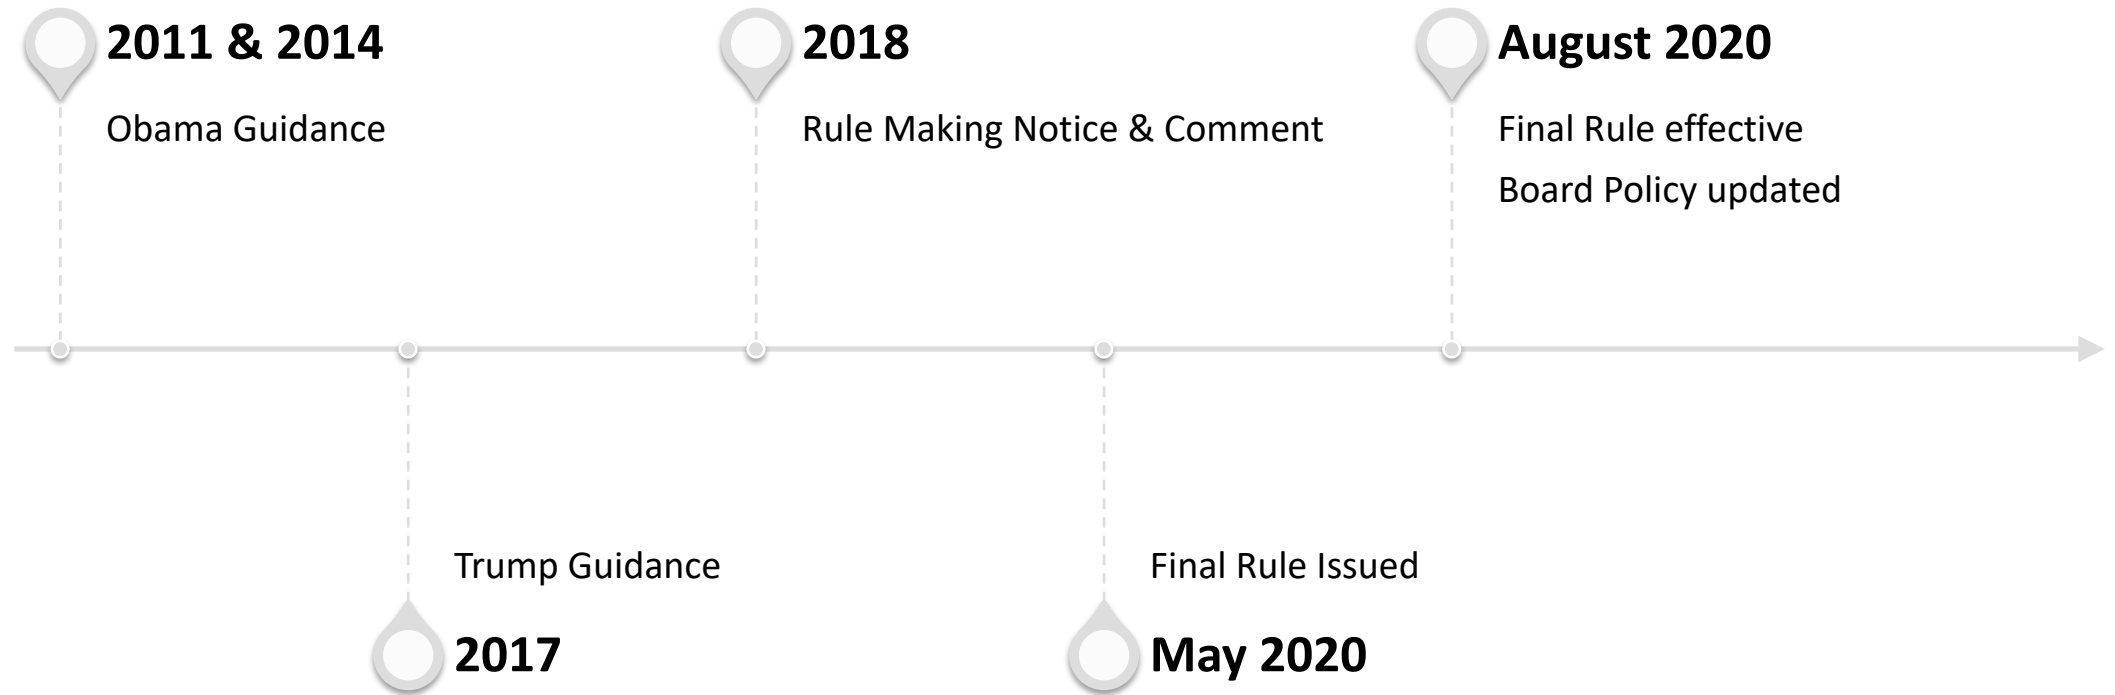 2011 & 2014
Obama Guidance
Trump Guidance
2017
2018
Rule Making Notice & Comment
Final Rule Issued
May 2020
August 2020
Final Rule effective
Board Policy updated